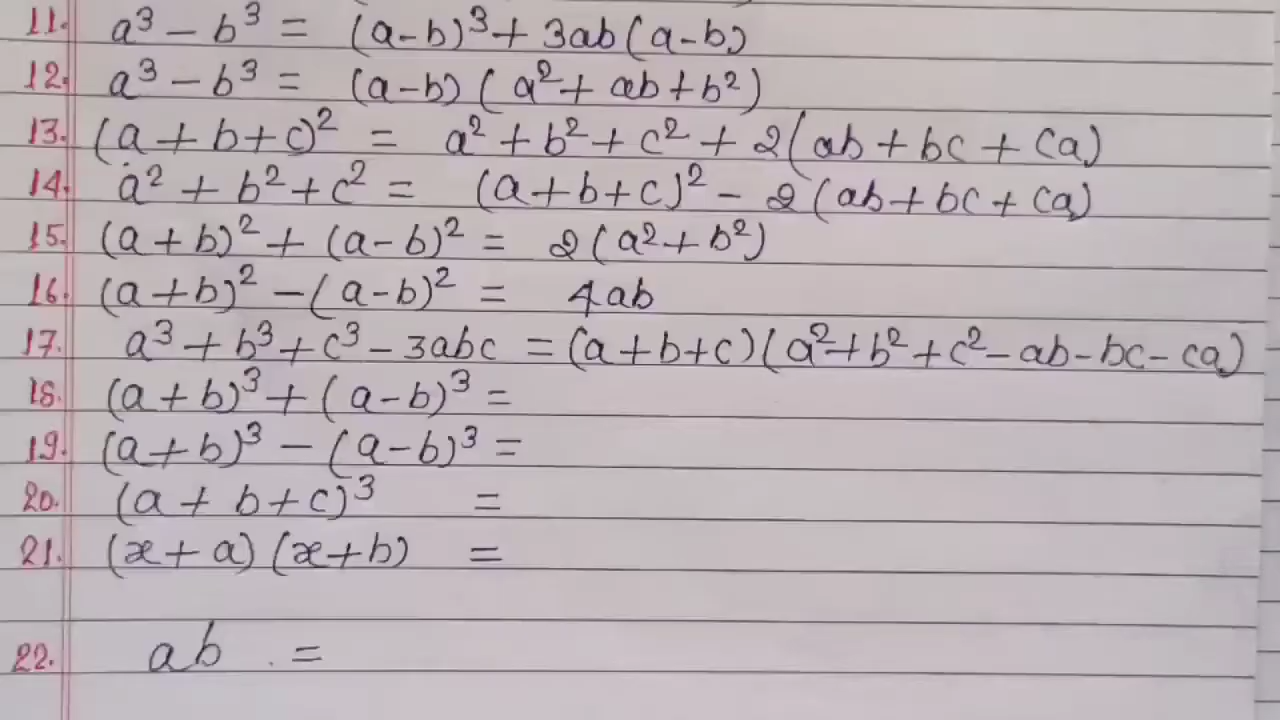 11. a³ - b³ = (a-b)³ + 3ab(a-b)
12. a³ - b³ = (a-b) (a² + ab + b²)
13. (a + b + c)² = a² + b² + c² + 2(ab + bc + ca)
14. a² + b² + c² = (a + b + c)² - 2(ab + bc + ca)
15. (a + b)² + (a - b)² = 2(a² + b²)
16. (a + b)² - (a - b)² = 4ab
17. a³ + b³ + c³ - 3abc = (a + b + c)(a² + b² + c² - ab - bc - ca)
18. (a + b)³ + (a - b)³ =
19. (a + b)³ - (a - b)³ =
20. (a + b + c)³ =
21. (x + a) (x + b) =
22. ab =